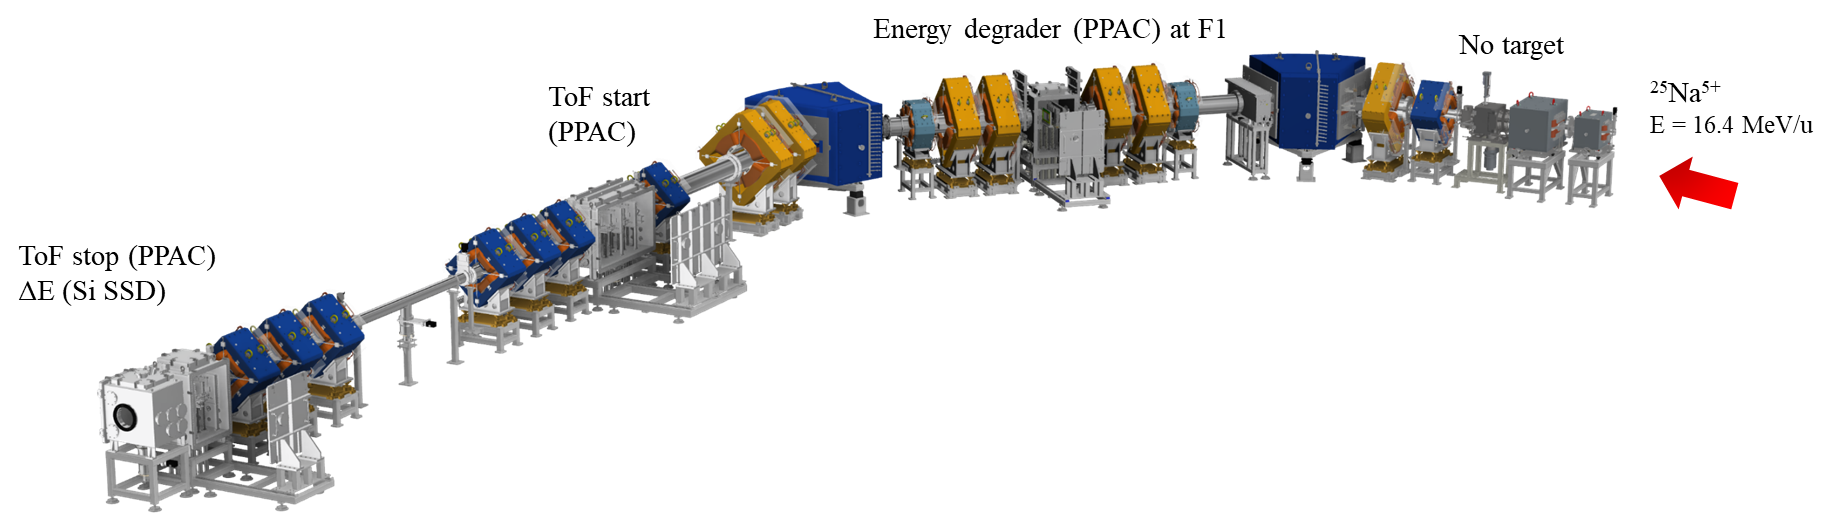 Energy degrader (PPAC) at F1
No target
²⁵Na⁵⁺
E = 16.4 MeV/u
ToF start
(PPAC)
ToF stop (PPAC)
ΔE (Si SSD)